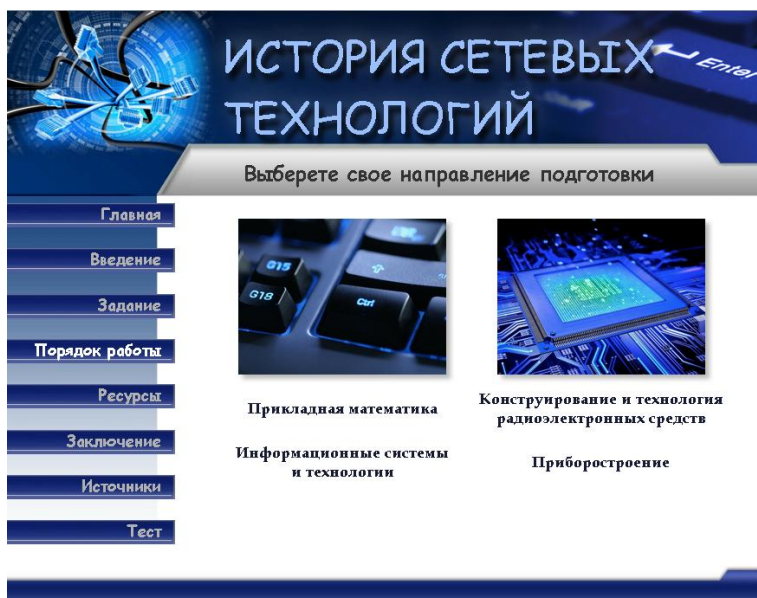 ИСТОРИЯ СЕТЕВЫХ
ТЕХНОЛОГИЙ
Enter
Выберете свое направление подготовки
Главная
Введение
Задание
Порядок работы
Ресурсы
Заключение
Источники
Тест
G15
G18
Ctrl
Прикладная математика
Информационные системы
и технологии
Конструирование и технология
радиоэлектронных средств
Приборостроение